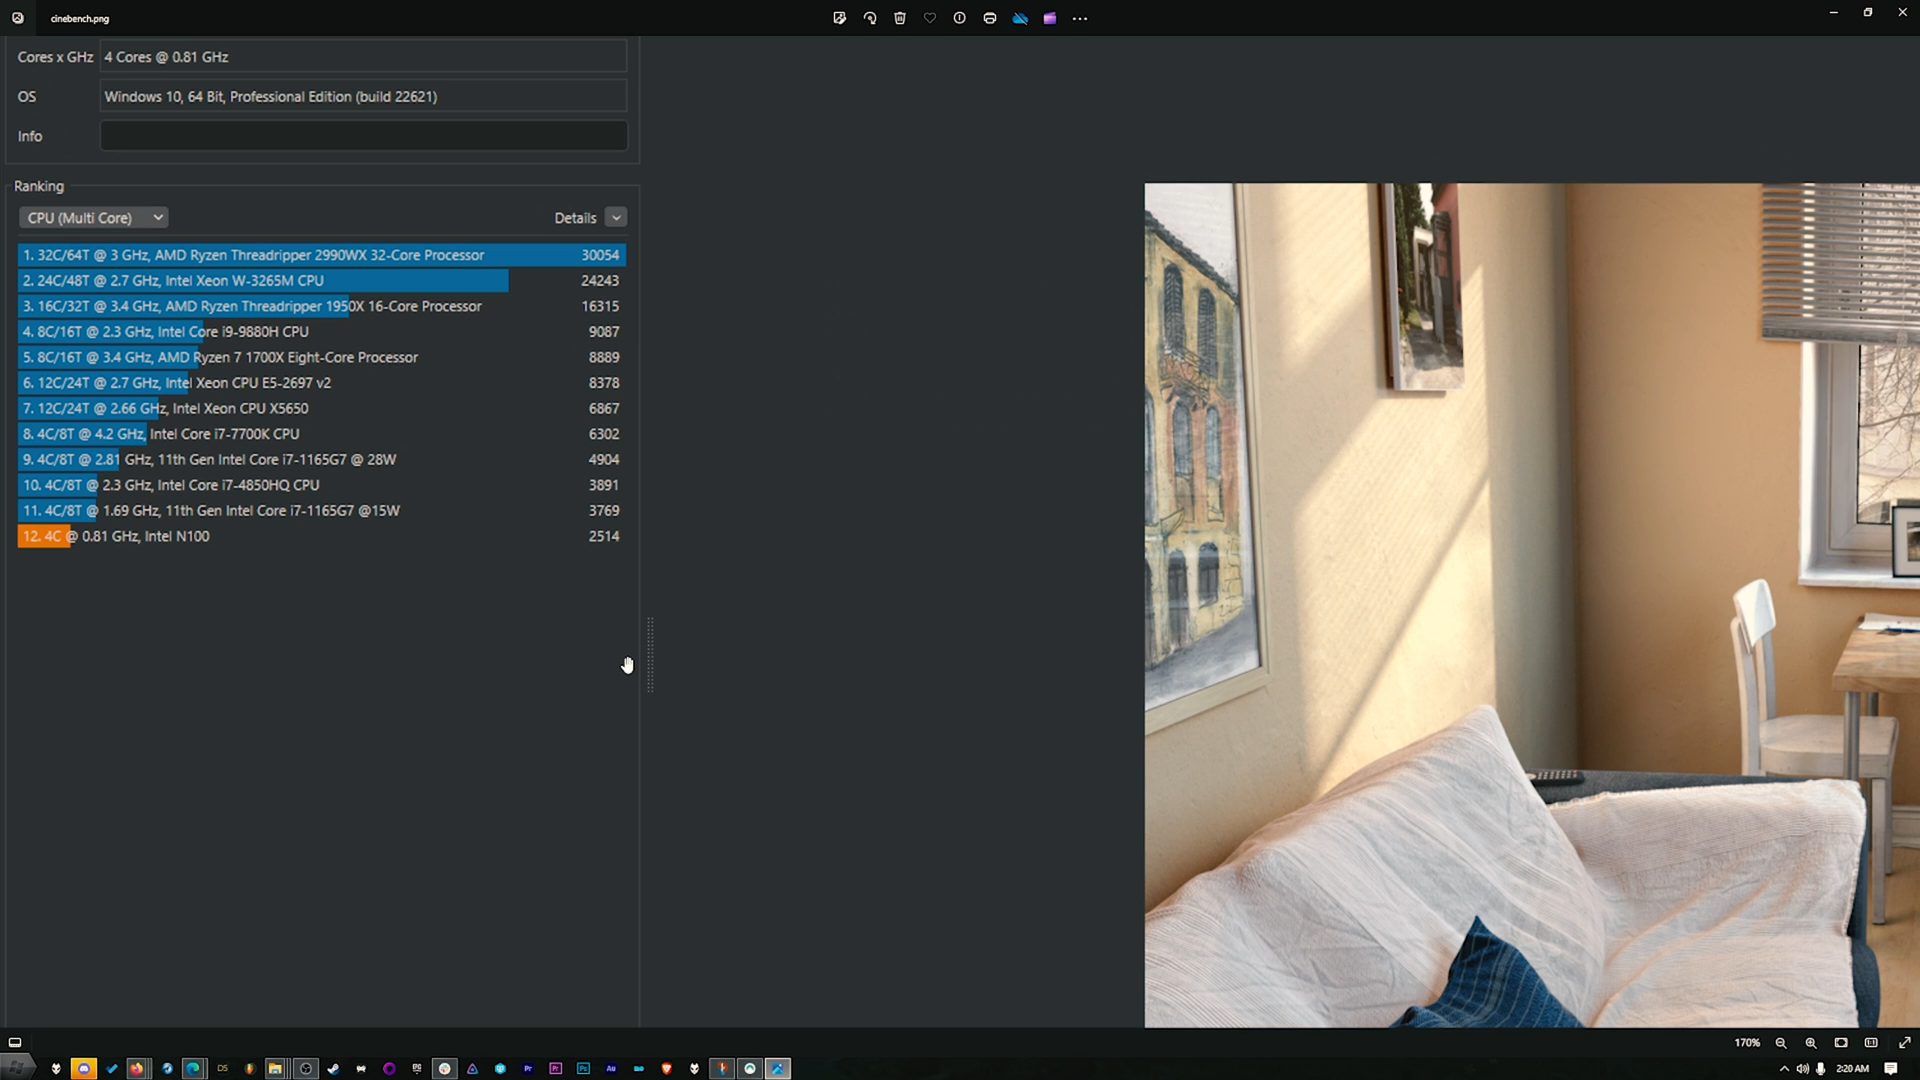 cinebench.png
Cores x GHz 4 Cores @ 0.81 GHz
OS Windows 10, 64 Bit, Professional Edition (build 22621)
Info
Ranking
CPU (Multi Core) Details
1. 32C/64T @ 3 GHz, AMD Ryzen Threadripper 2990WX 32-Core Processor 30054
2. 24C/48T @ 2.7 GHz, Intel Xeon W-3265M CPU 24243
3. 16C/32T @ 3.4 GHz, AMD Ryzen Threadripper 1950X 16-Core Processor 16315
4. 8C/16T @ 2.3 GHz, Intel Core i9-9880H CPU 9087
5. 8C/16T @ 3.4 GHz, AMD Ryzen 7 1700X Eight-Core Processor 8889
6. 12C/24T @ 2.7 GHz, Intel Xeon CPU E5-2697 v2 8378
7. 12C/24T @ 2.66 GHz, Intel Xeon CPU X5650 6867
8. 4C/8T @ 4.2 GHz, Intel Core i7-7700K CPU 6302
9. 4C/8T @ 2.81 GHz, 11th Gen Intel Core i7-1165G7 @ 28W 4904
10. 4C/8T @ 2.3 GHz, Intel Core i7-4850HQ CPU 3891
11. 4C/8T @ 1.69 GHz, 11th Gen Intel Core i7-1165G7 @15W 3769
12. 4C @ 0.81 GHz, Intel N100 2514
170%
DS Pr Pr Ps Au 2:20 AM